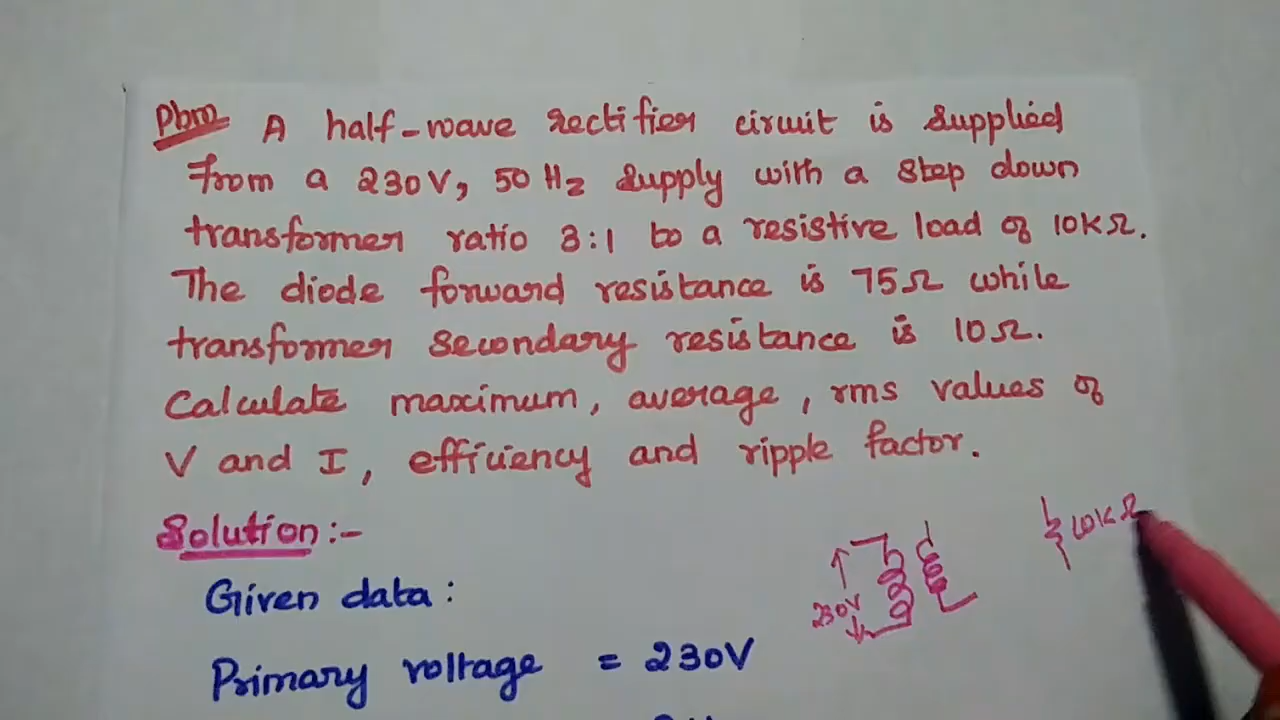 Pbm A half-wave rectifier circuit is supplied
from a 230V, 50 Hz supply with a step down
transformer ratio 3:1 to a resistive load of 10KΩ.
The diode forward resistance is 75Ω while
transformer secondary resistance is 10Ω.
Calculate maximum, average, rms values of
V and I, efficiency and ripple factor.
Solution:-
10KΩ
Given data:
230V
Primary voltage = 230V